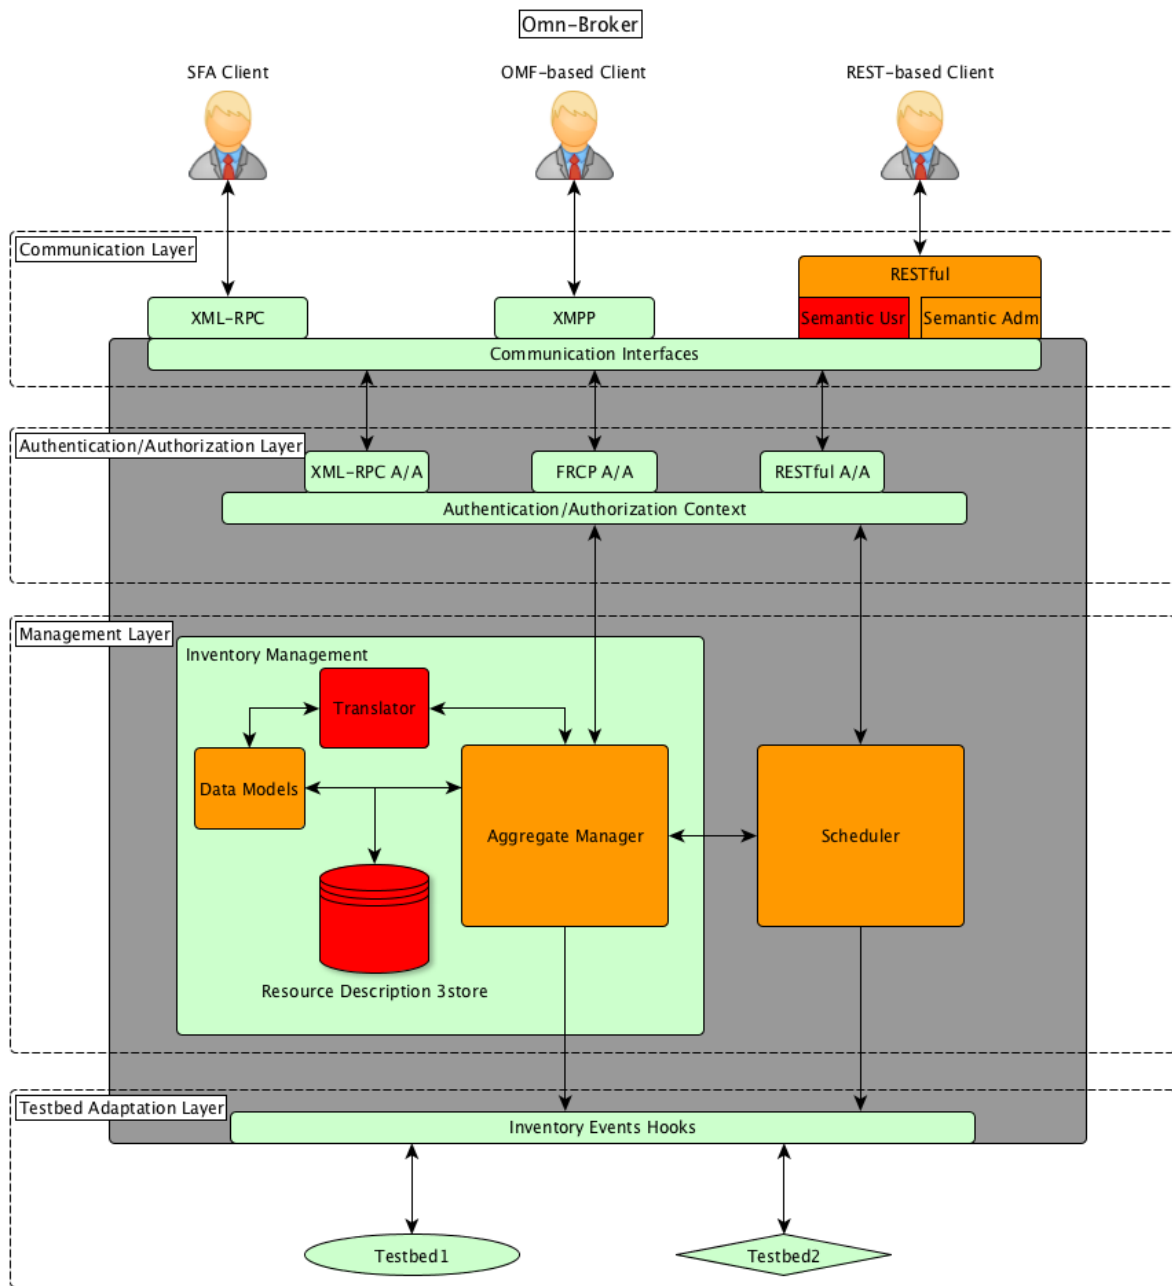 Omn-Broker
SFA Client
OMF-based Client
REST-based Client
Communication Layer
RESTful
XML-RPC
XMPP
Semantic Usr
Semantic Adm
Communication Interfaces
Authentication/Authorization Layer
XML-RPC A/A
FRCP A/A
RESTful A/A
Authentication/Authorization Context
Management Layer
Inventory Management
Translator
Data Models
Aggregate Manager
Scheduler
Resource Description 3store
Testbed Adaptation Layer
Inventory Events Hooks
Testbed1
Testbed2